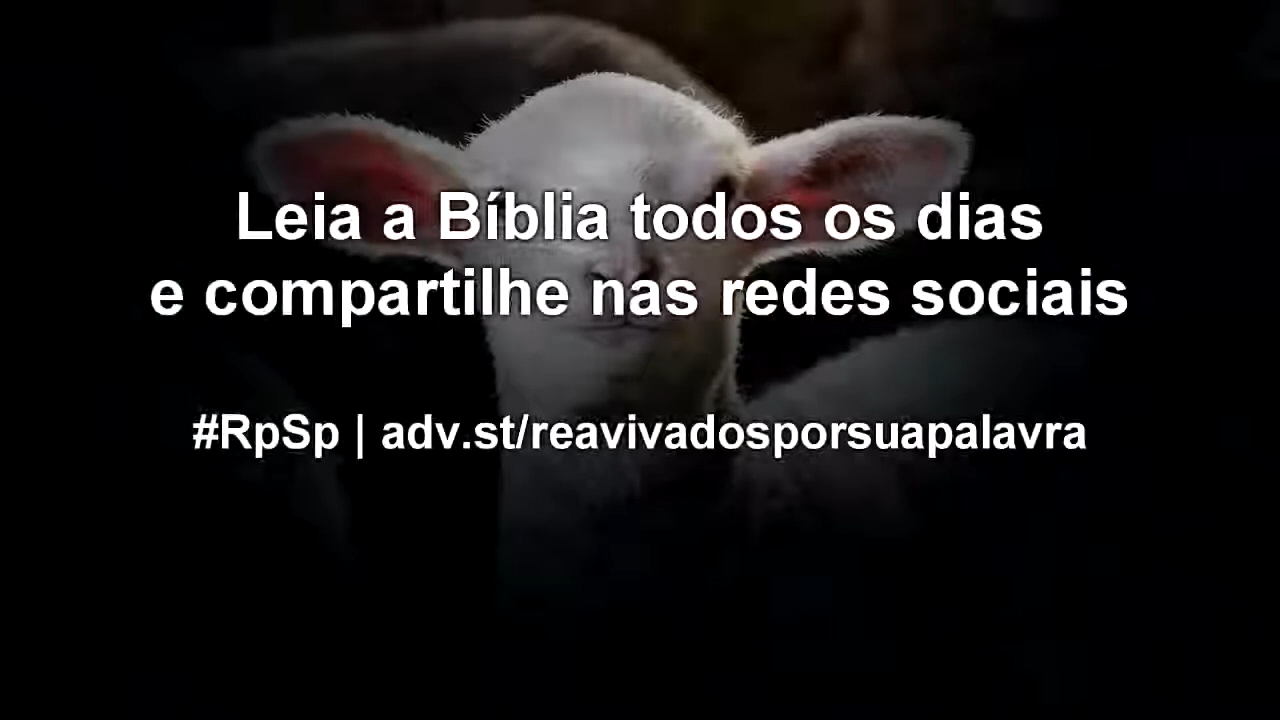 Leia a Bíblia todos os dias
e compartilhe nas redes sociais
#RpSp | adv.st/reavivadosporsuapalavra